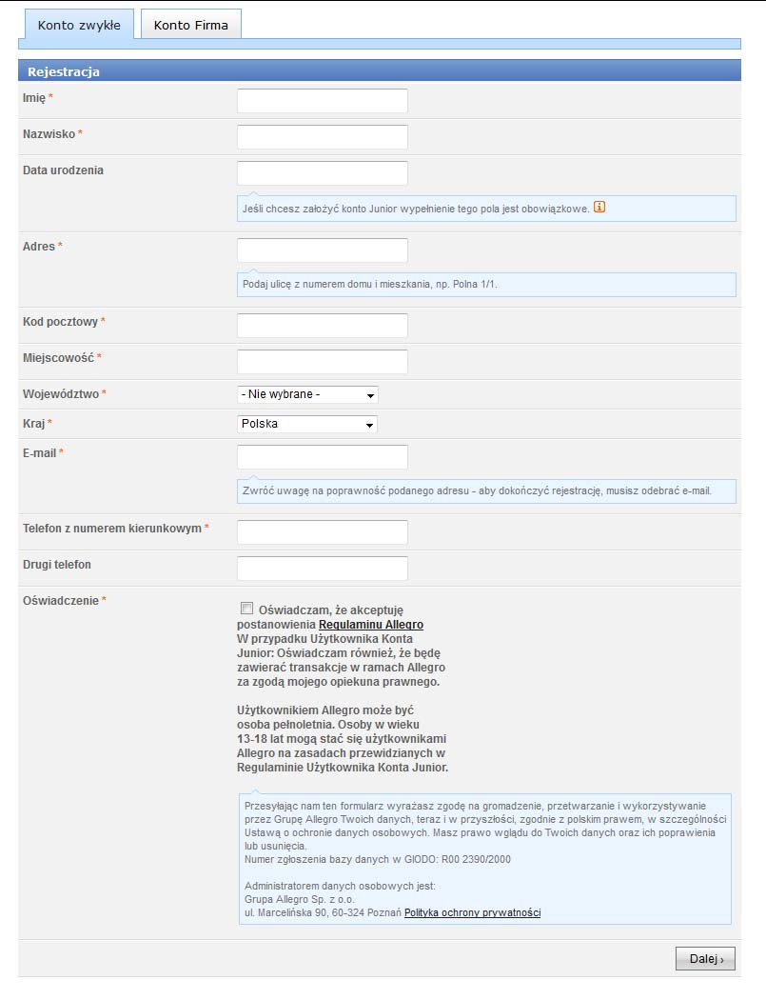 Konto zwykłe
Konto Firma
Rejestracja
Imię *
Nazwisko *
Data urodzenia
Jeśli chcesz założyć konto Junior wypełnienie tego pola jest obowiązkowe.
Adres *
Podaj ulicę z numerem domu i mieszkania, np. Polna 1/1.
Kod pocztowy *
Miejscowość *
Województwo *
- Nie wybrane -
Kraj *
Polska
E-mail *
Zwróć uwagę na poprawność podanego adresu - aby dokończyć rejestrację, musisz odebrać e-mail.
Telefon z numerem kierunkowym *
Drugi telefon
Oświadczenie *
Oświadczam, że akceptuję
postanowienia Regulaminu Allegro
W przypadku Użytkownika Konta
Junior: Oświadczam również, że będę
zawierać transakcje w ramach Allegro
za zgodą mojego opiekuna prawnego.
Użytkownikiem Allegro może być
osoba pełnoletnia. Osoby w wieku
13-18 lat mogą stać się użytkownikami
Allegro na zasadach przewidzianych w
Regulaminie Użytkownika Konta Junior.
Przesyłając nam ten formularz wyrażasz zgodę na gromadzenie, przetwarzanie i wykorzystywanie
przez Grupę Allegro Twoich danych, teraz i w przyszłości, zgodnie z polskim prawem, w szczególności
Ustawą o ochronie danych osobowych. Masz prawo wglądu do Twoich danych oraz ich poprawienia
lub usunięcia.
Numer zgłoszenia bazy danych w GIODO: R00 2390/2000
Administratorem danych osobowych jest:
Grupa Allegro Sp. z o.o.
ul. Marcelińska 90, 60-324 Poznań Polityka ochrony prywatności
Dalej ›